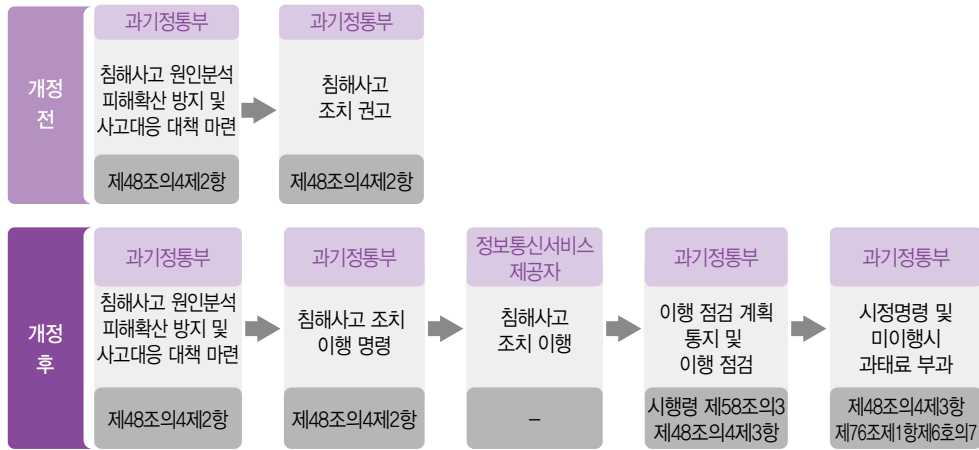 개정
전
과기정통부
침해사고 원인분석
피해확산 방지 및
사고대응 대책 마련
제48조의4제2항
과기정통부
침해사고
조치 권고
제48조의4제2항
개정
후
과기정통부
침해사고 원인분석
피해확산 방지 및
사고대응 대책 마련
제48조의4제2항
과기정통부
침해사고 조치
이행 명령
제48조의4제2항
정보통신서비스
제공자
침해사고
조치 이행
–
과기정통부
이행 점검 계획
통지 및
이행 점검
시행령 제58조의3
제48조의4제3항
과기정통부
시정명령 및
미이행시
과태료 부과
제48조의4제3항
제76조제1항제6호의7